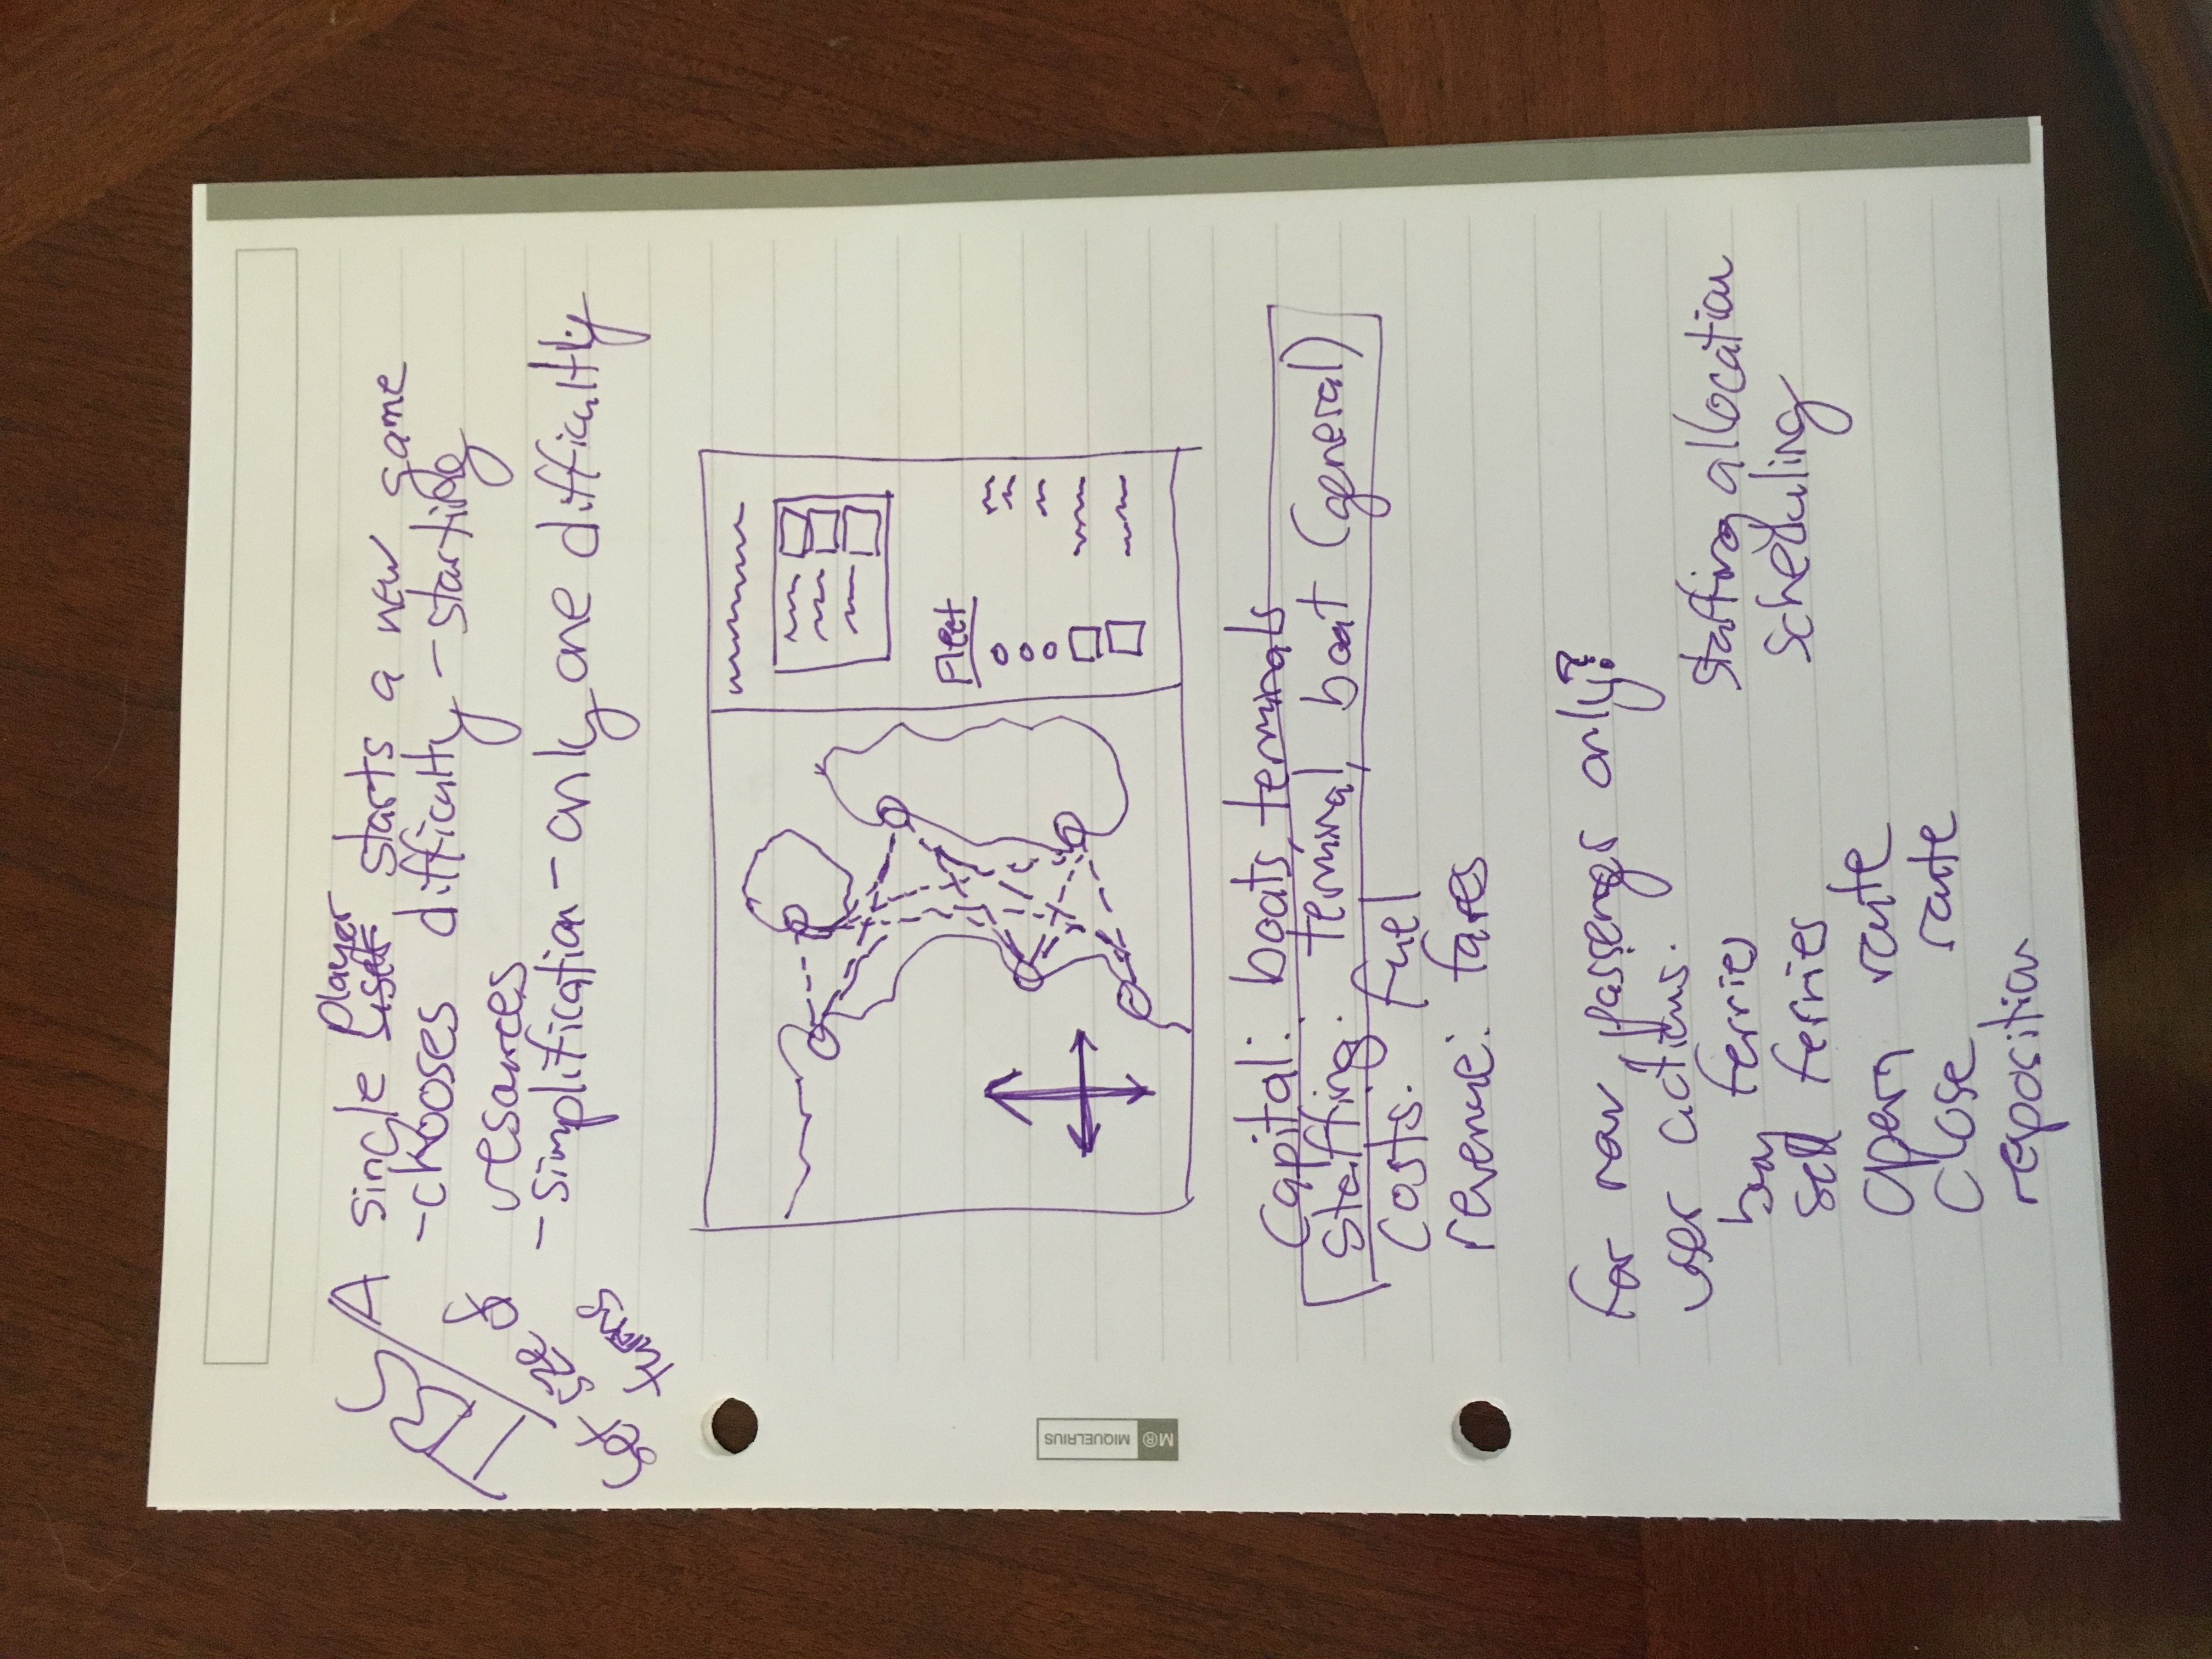 TBS
Set size of
turns
A single user player starts a new game
-chooses difficulty - starting
resources
-simplification - only one difficulty
Fleet
Capital: boats, terminals
Staffing: terminal, boat (general)
Costs: fuel
revenue: fares
For now, passengers only?
user actions:
buy ferries
sell ferries
open route
close route
reposition
staffing allocation
scheduling
M® MIQUELRIUS